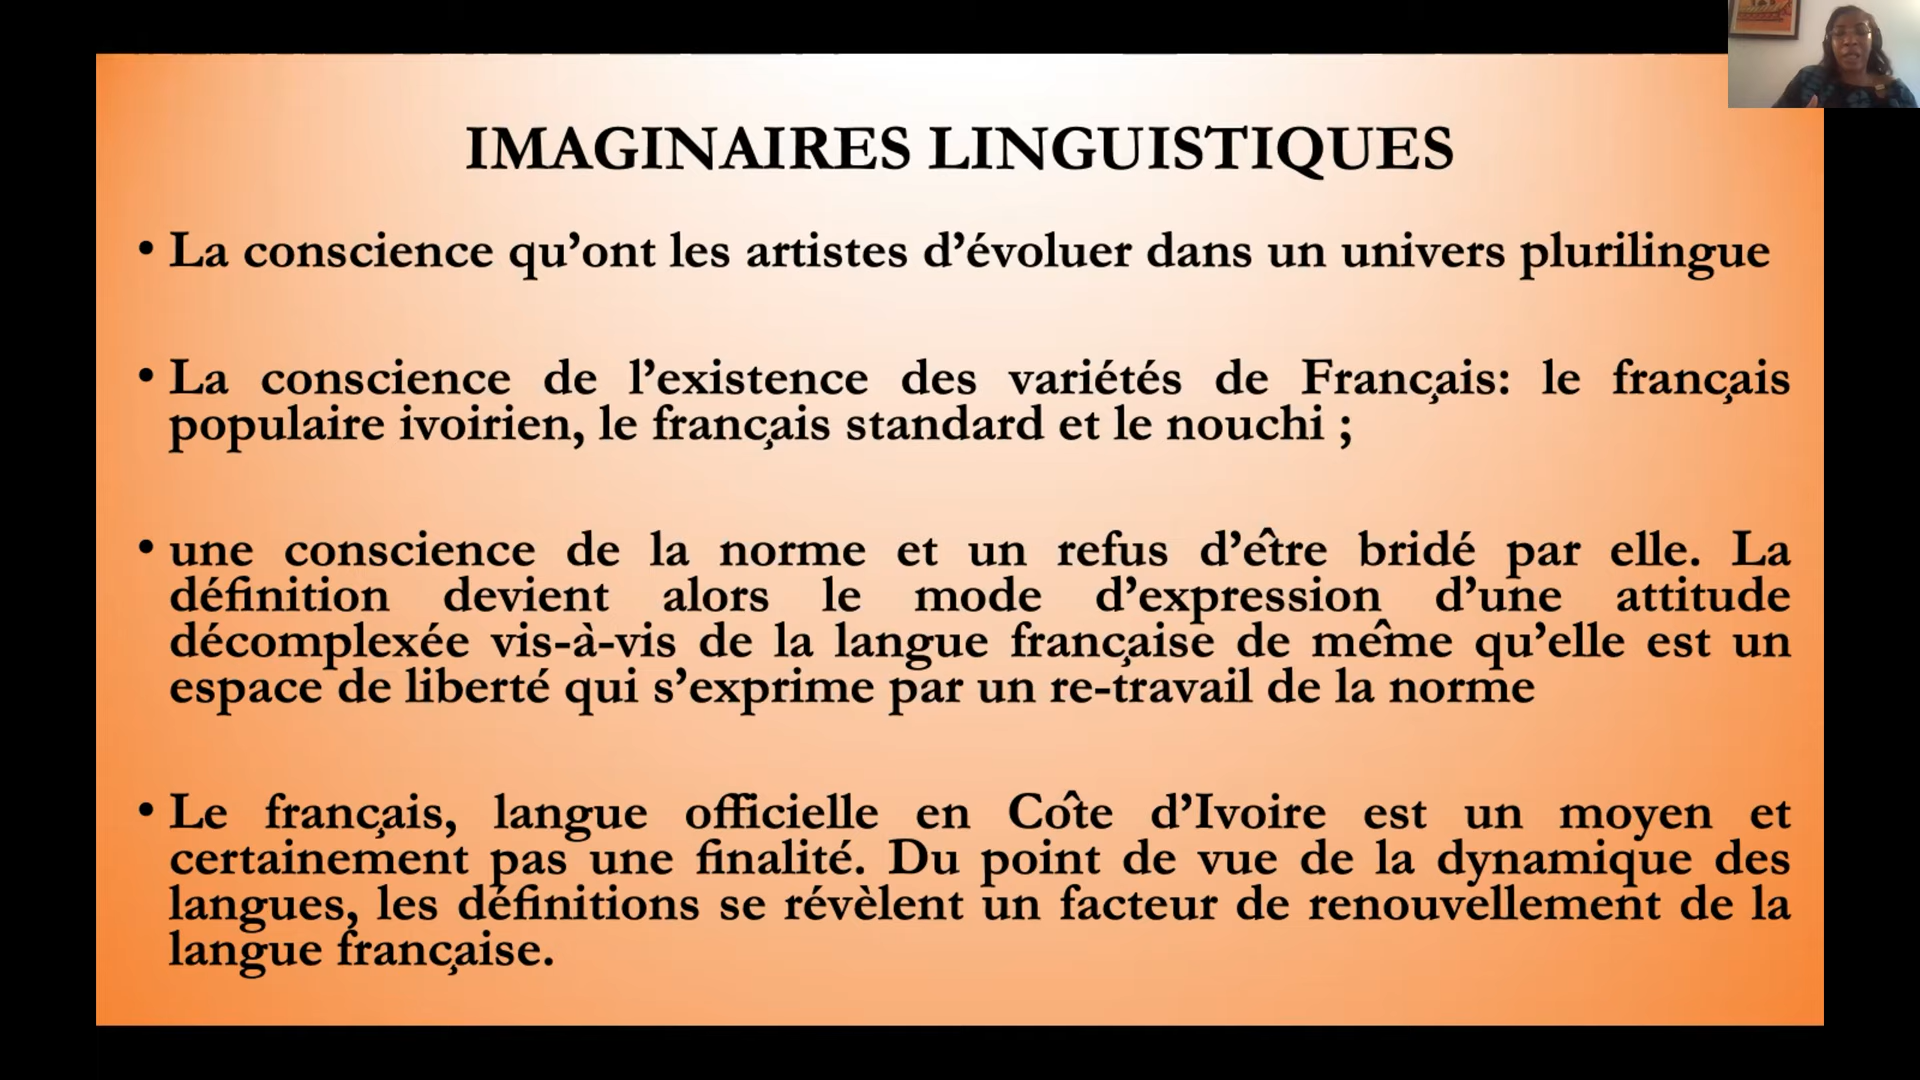 IMAGINAIRES LINGUISTIQUES
• La conscience qu’ont les artistes d’évoluer dans un univers plurilingue
• La conscience de l’existence des variétés de Français: le français
populaire ivoirien, le français standard et le nouchi ;
• une conscience de la norme et un refus d’être bridé par elle. La
définition devient alors le mode d’expression d’une attitude
décomplexée vis-à-vis de la langue française de même qu’elle est un
espace de liberté qui s’exprime par un re-travail de la norme
• Le français, langue officielle en Côte d’Ivoire est un moyen et
certainement pas une finalité. Du point de vue de la dynamique des
langues, les définitions se révèlent un facteur de renouvellement de la
langue française.